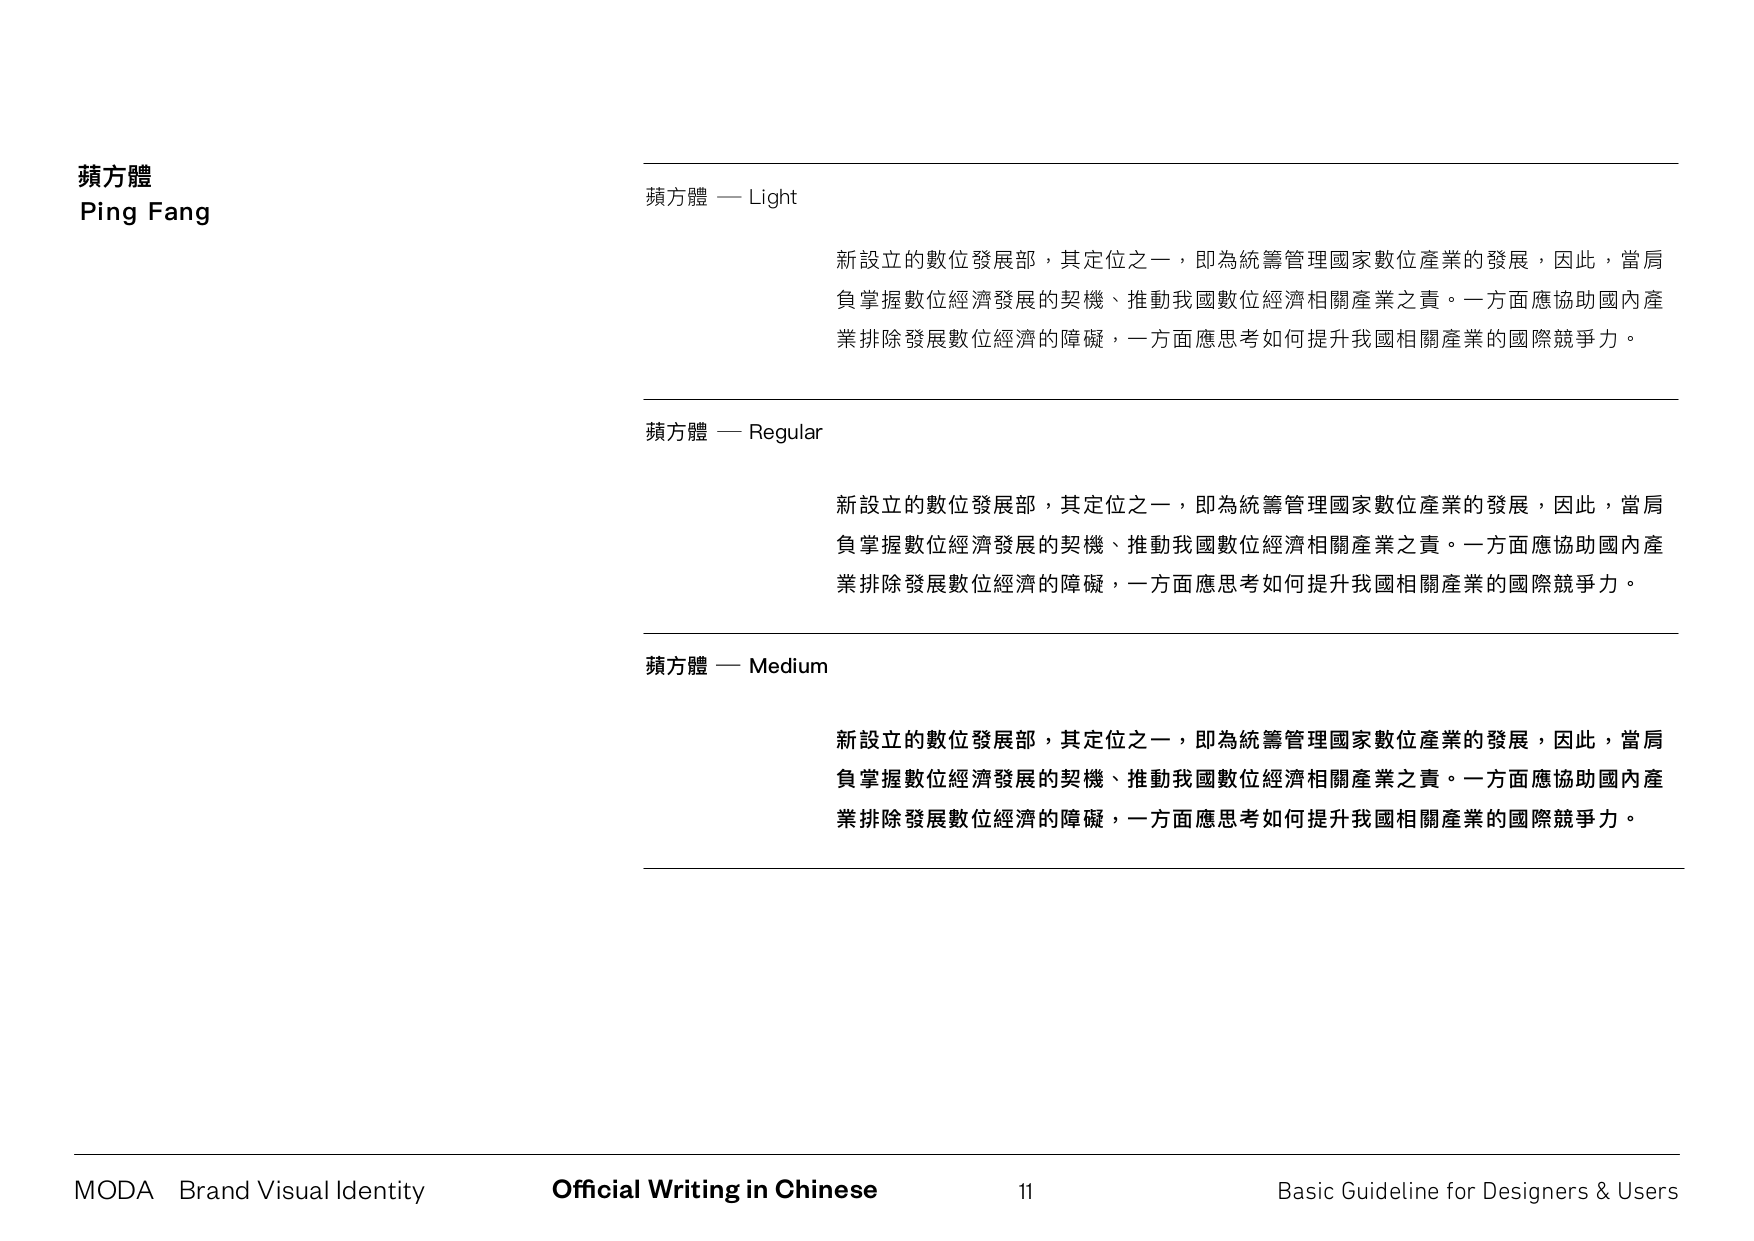 蘋方體
Ping Fang
蘋方體 — Light
新設立的數位發展部，其定位之一，即為統籌管理國家數位產業的發展，因此，當肩
負掌握數位經濟發展的契機、推動我國數位經濟相關產業之責。一方面應協助國內產
業排除發展數位經濟的障礙，一方面應思考如何提升我國相關產業的國際競爭力。
蘋方體 — Regular
新設立的數位發展部，其定位之一，即為統籌管理國家數位產業的發展，因此，當肩
負掌握數位經濟發展的契機、推動我國數位經濟相關產業之責。一方面應協助國內產
業排除發展數位經濟的障礙，一方面應思考如何提升我國相關產業的國際競爭力。
蘋方體 — Medium
新設立的數位發展部，其定位之一，即為統籌管理國家數位產業的發展，因此，當肩
負掌握數位經濟發展的契機、推動我國數位經濟相關產業之責。一方面應協助國內產
業排除發展數位經濟的障礙，一方面應思考如何提升我國相關產業的國際競爭力。
MODA Brand Visual Identity Official Writing in Chinese 11 Basic Guideline for Designers & Users